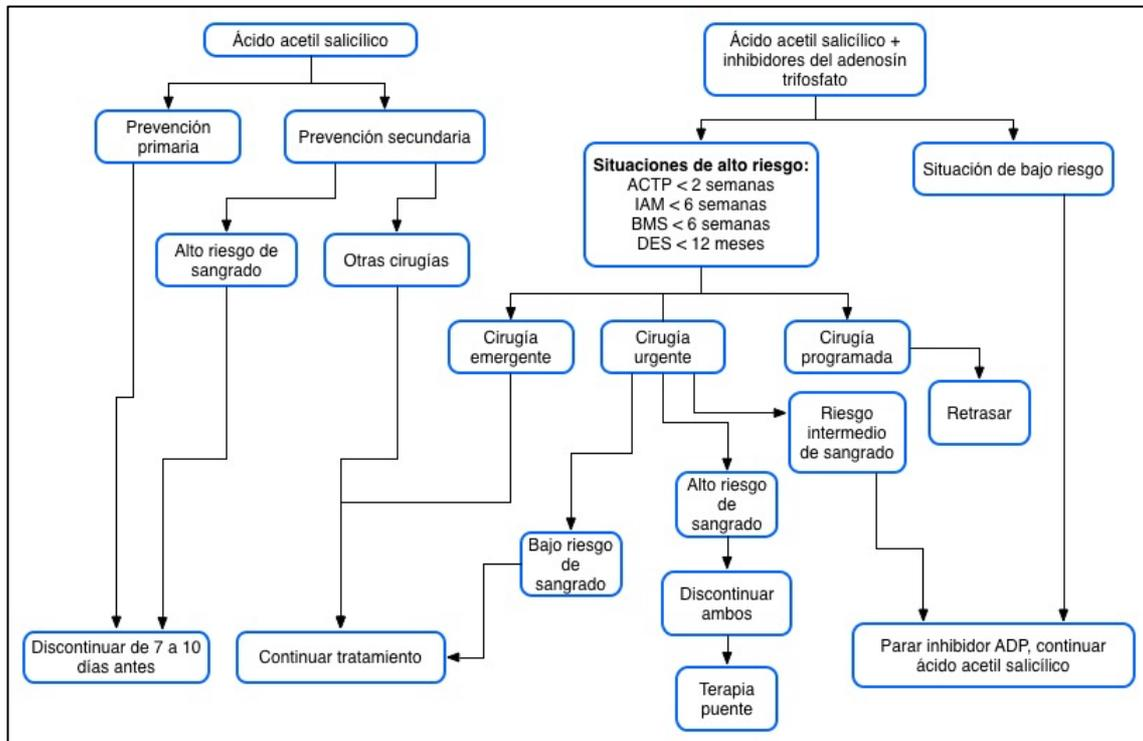 Ácido acetil salicílico
Ácido acetil salicílico +
inhibidores del adenosín
trifosfato
Prevención
primaria
Prevención secundaria
Situaciones de alto riesgo:
ACTP < 2 semanas
IAM < 6 semanas
BMS < 6 semanas
DES < 12 meses
Situación de bajo riesgo
Alto riesgo de
sangrado
Otras cirugías
Cirugía
emergente
Cirugía
urgente
Cirugía
programada
Retrasar
Riesgo
intermedio
de sangrado
Alto riesgo
de
sangrado
Bajo riesgo
de
sangrado
Discontinuar
ambos
Discontinuar de 7 a 10
días antes
Continuar tratamiento
Terapia
puente
Parar inhibidor ADP, continuar
ácido acetil salicílico